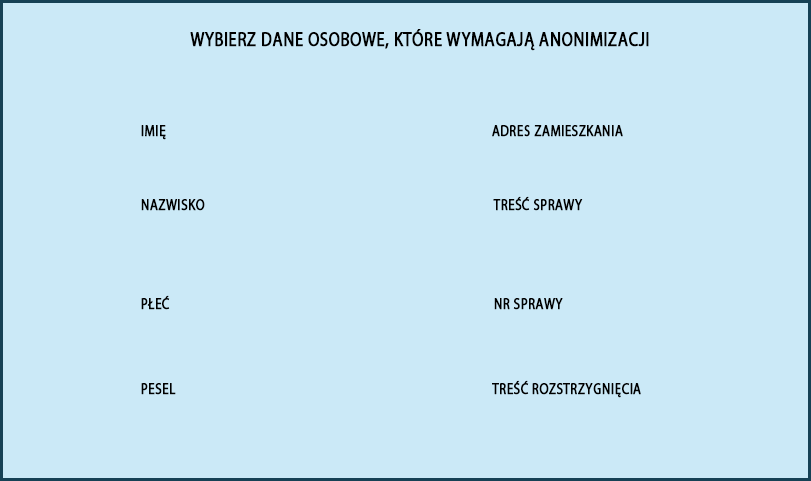 WYBIERZ DANE OSOBOWE, KTÓRE WYMAGAJĄ ANONIMIZACJI
IMIĘ
ADRES ZAMIESZKANIA
NAZWISKO
TREŚĆ SPRAWY
PŁEĆ
NR SPRAWY
PESEL
TREŚĆ ROZSTRZYGNIĘCIA